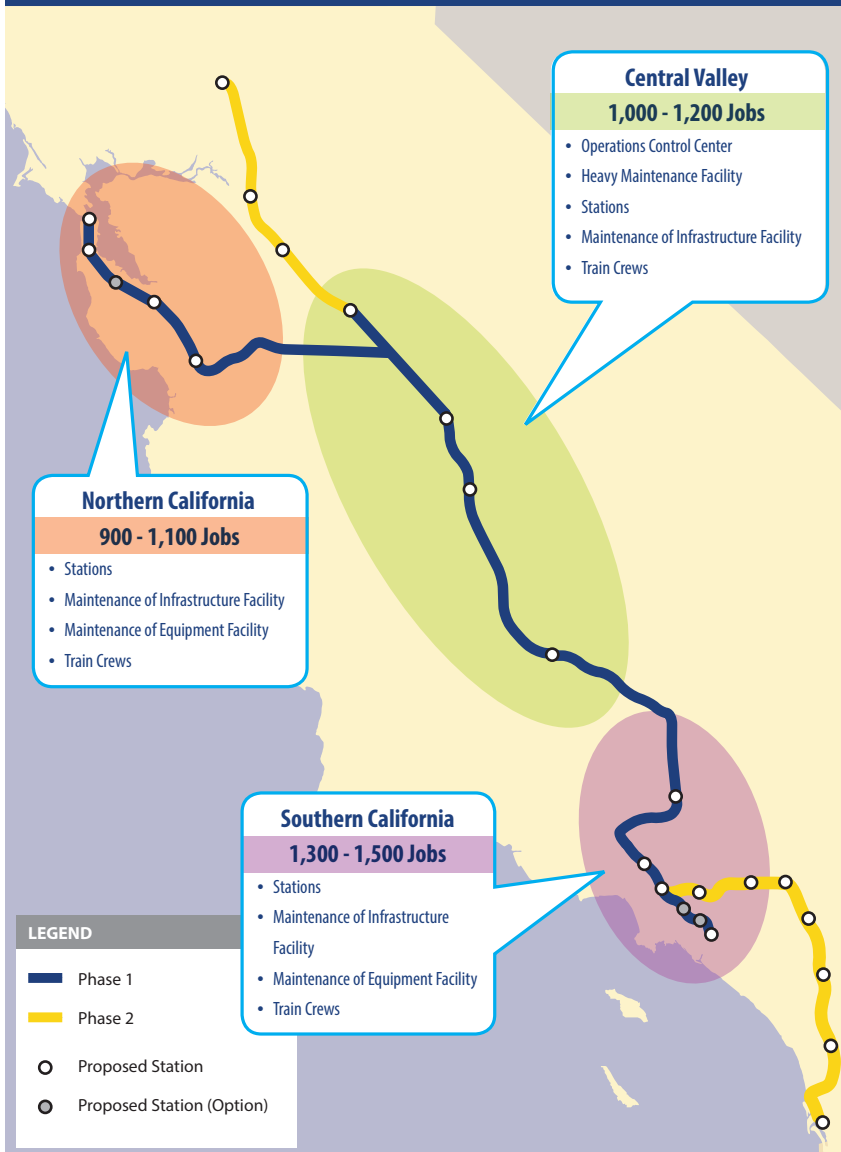 Central Valley
1,000 - 1,200 Jobs
• Operations Control Center
• Heavy Maintenance Facility
• Stations
• Maintenance of Infrastructure Facility
• Train Crews
Northern California
900 - 1,100 Jobs
• Stations
• Maintenance of Infrastructure Facility
• Maintenance of Equipment Facility
• Train Crews
Southern California
1,300 - 1,500 Jobs
• Stations
• Maintenance of Infrastructure
Facility
• Maintenance of Equipment Facility
• Train Crews
LEGEND
Phase 1
Phase 2
Proposed Station
Proposed Station (Option)